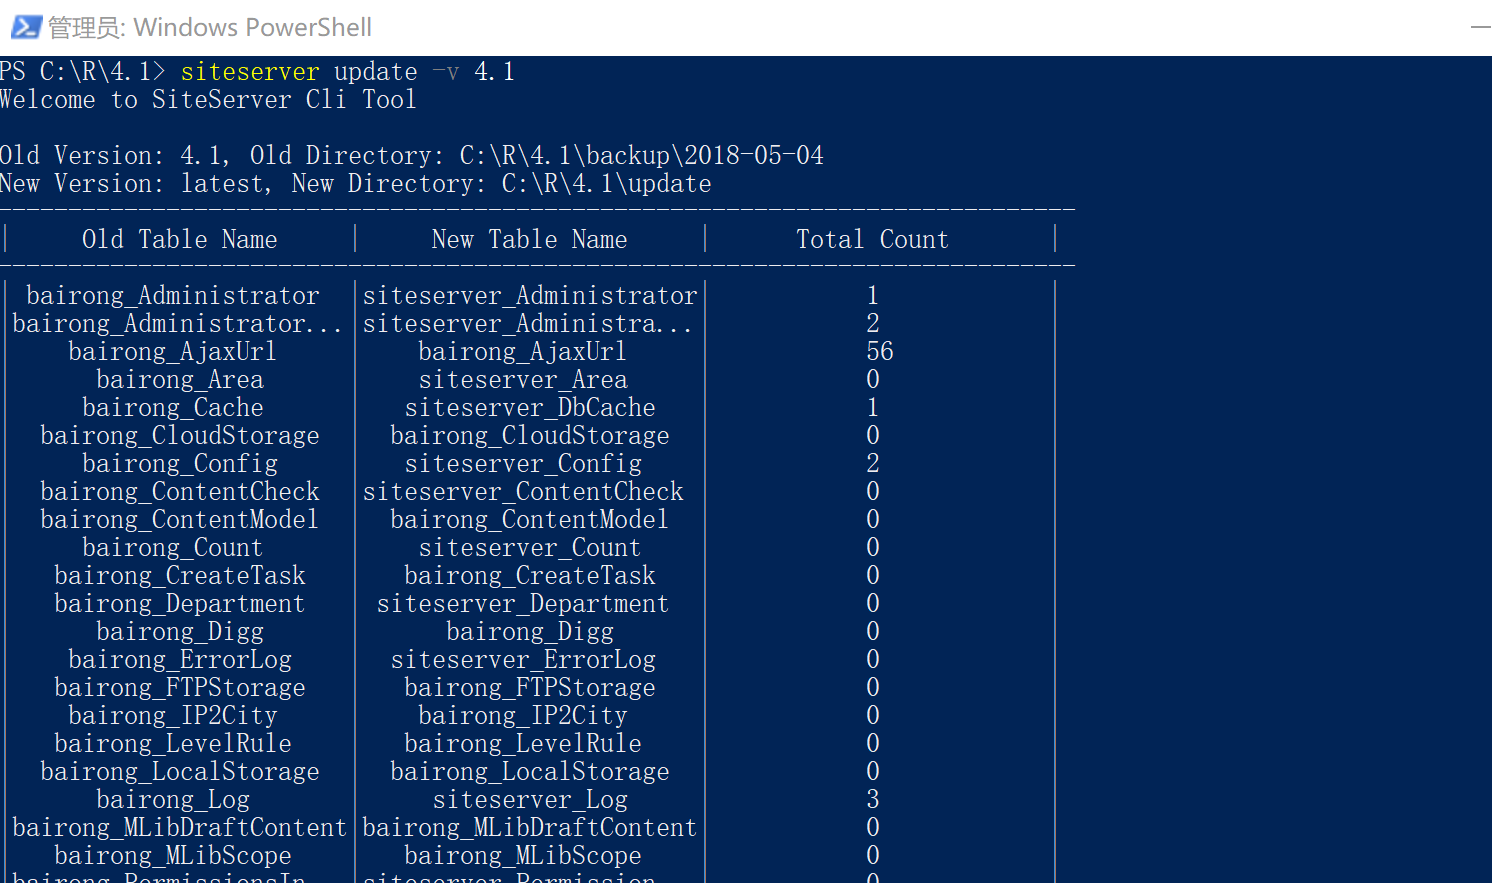 管理员: Windows PowerShell
PS C:\R\4.1> siteserver update -v 4.1
Welcome to SiteServer Cli Tool
Old Version: 4.1, Old Directory: C:\R\4.1\backup\2018-05-04
New Version: latest, New Directory: C:\R\4.1\update
Old Table Name New Table Name Total Count
bairong_Administrator siteserver_Administrator 1
bairong_Administrator... siteserver_Administra... 2
bairong_AjaxUrl bairong_AjaxUrl 56
bairong_Area siteserver_Area 0
bairong_Cache siteserver_DbCache 1
bairong_CloudStorage bairong_CloudStorage 0
bairong_Config siteserver_Config 2
bairong_ContentCheck siteserver_ContentCheck 0
bairong_ContentModel bairong_ContentModel 0
bairong_Count siteserver_Count 0
bairong_CreateTask bairong_CreateTask 0
bairong_Department siteserver_Department 0
bairong_Digg bairong_Digg 0
bairong_ErrorLog siteserver_ErrorLog 0
bairong_FTPStorage bairong_FTPStorage 0
bairong_IP2City bairong_IP2City 0
bairong_LevelRule bairong_LevelRule 0
bairong_LocalStorage bairong_LocalStorage 0
bairong_Log siteserver_Log 3
bairong_MLibDraftContent bairong_MLibDraftContent 0
bairong_MLibScope bairong_MLibScope 0
bairong_PermissionsIn siteserver_Permission 0